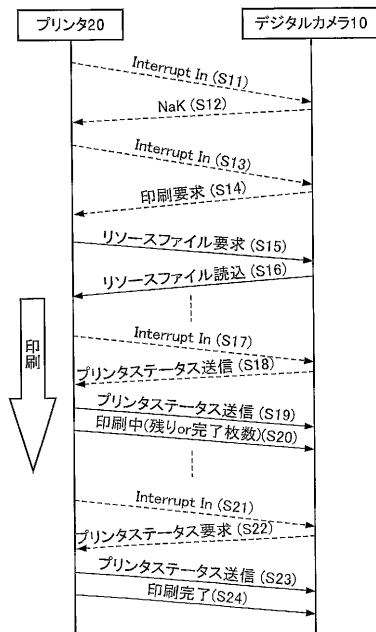 プリンタ20
デジタルカメラ10
Interrupt In (S11)
NaK (S12)
Interrupt In (S13)
印刷要求 (S14)
リソースファイル要求 (S15)
リソースファイル読込 (S16)
印刷
Interrupt In (S17)
プリンタステータス送信 (S18)
プリンタステータス送信 (S19)
印刷中(残りor完了枚数)(S20)
Interrupt In (S21)
プリンタステータス要求 (S22)
プリンタステータス送信 (S23)
印刷完了(S24)